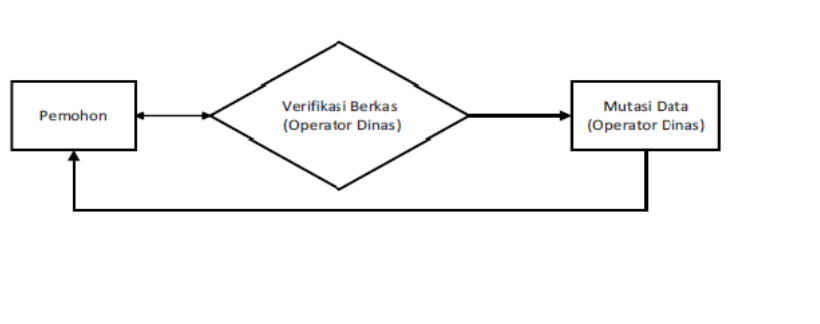 Pemohon
Verifikasi Berkas
(Operator Dinas)
Mutasi Data
(Operator Dinas)